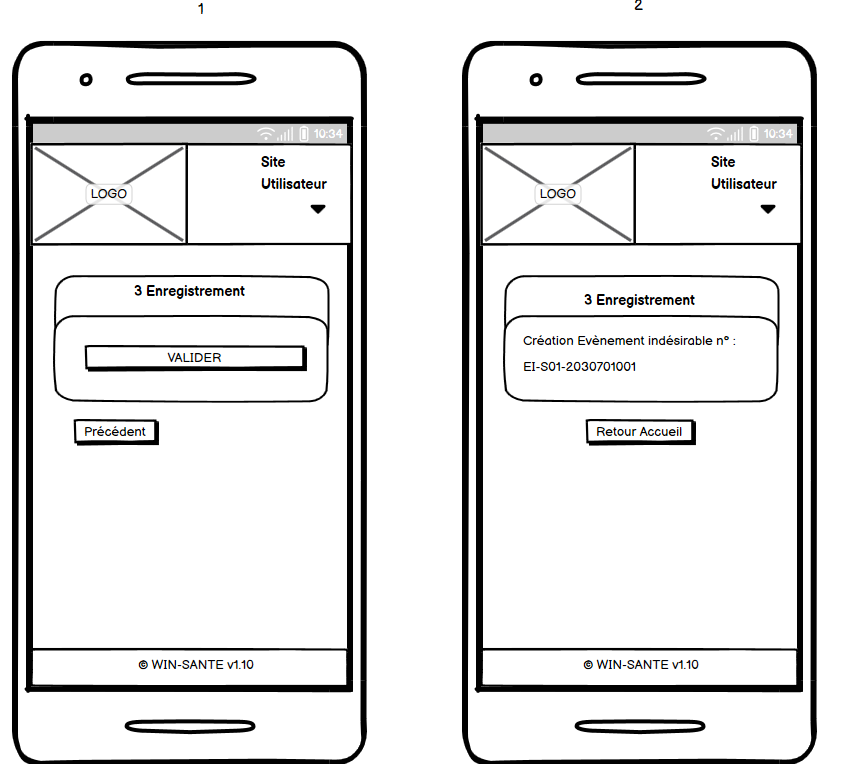 1
10:34
LOGO
Site
Utilisateur
3 Enregistrement
VALIDER
Précédent
© WIN-SANTE v1.10
2
10:34
LOGO
Site
Utilisateur
3 Enregistrement
Création Evènement indésirable n° :
EI-S01-2030701001
Retour Accueil
© WIN-SANTE v1.10